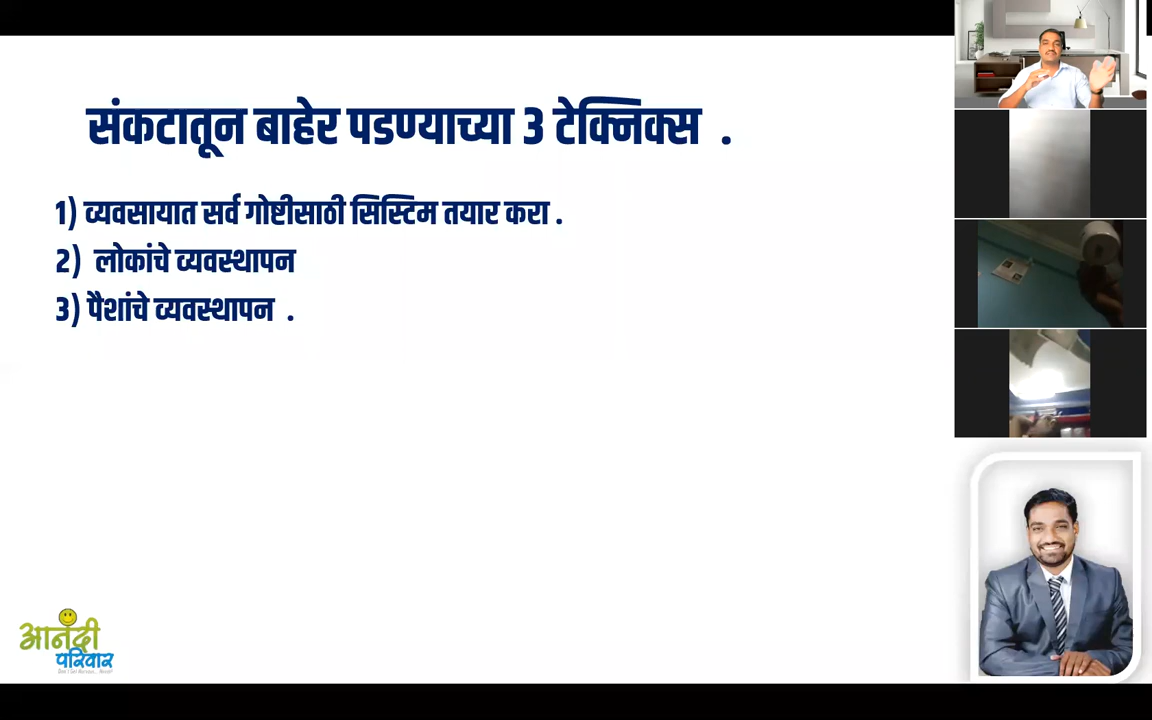 संकटातून बाहेर पडण्याच्या 3 टेक्निक्स .
1) व्यवसायात सर्व गोष्टीसाठी सिस्टिम तयार करा .
2) लोकांचे व्यवस्थापन
3) पैशांचे व्यवस्थापन .
आनंदी
परिवार